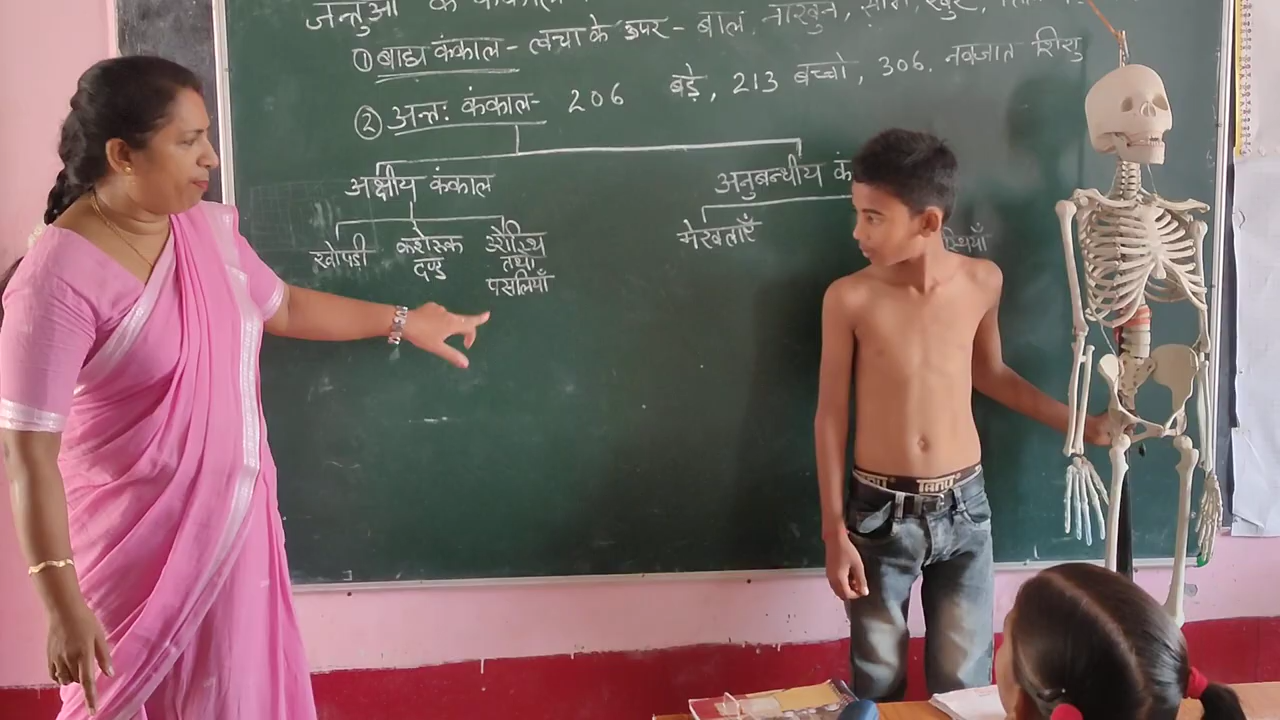 जन्तुओं के कंकाल
① बाह्य कंकाल - त्वचा के ऊपर - बाल, नाखून, सींग, खुर,
② अन्तः कंकाल- 206 बड़े, 213 बच्चो, 306. नवजात शिशु
अक्षीय कंकाल अनुबन्धीय कं
खोपडी कशेरूक दण्ड उरोस्थि तथा पसलियाँ मेखलाएँ स्थियाँ
TANU